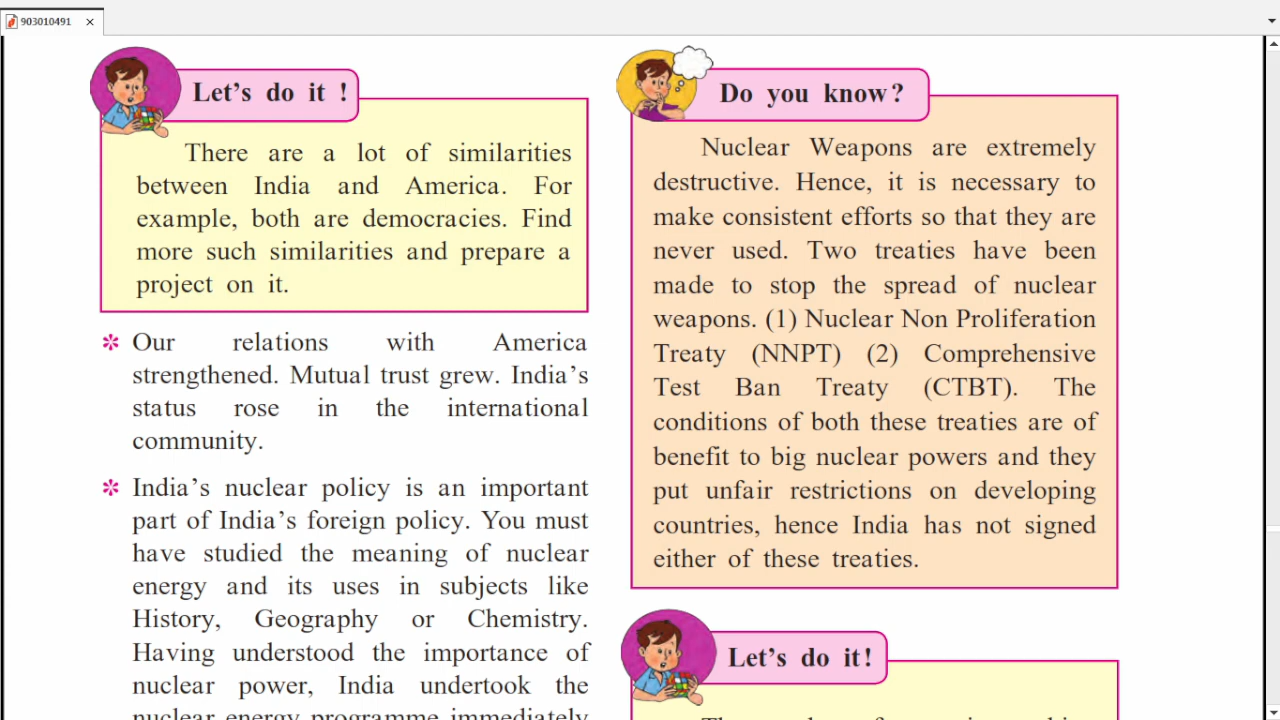 903010491
Let's do it !
There are a lot of similarities
between India and America. For
example, both are democracies. Find
more such similarities and prepare a
project on it.
Our relations with America
strengthened. Mutual trust grew. India's
status rose in the international
community.
India's nuclear policy is an important
part of India's foreign policy. You must
have studied the meaning of nuclear
energy and its uses in subjects like
History, Geography or Chemistry.
Having understood the importance of
nuclear power, India undertook the
nuclear energy programme immediately
Do you know?
Nuclear Weapons are extremely
destructive. Hence, it is necessary to
make consistent efforts so that they are
never used. Two treaties have been
made to stop the spread of nuclear
weapons. (1) Nuclear Non Proliferation
Treaty (NNPT) (2) Comprehensive
Test Ban Treaty (CTBT). The
conditions of both these treaties are of
benefit to big nuclear powers and they
put unfair restrictions on developing
countries, hence India has not signed
either of these treaties.
Let's do it!